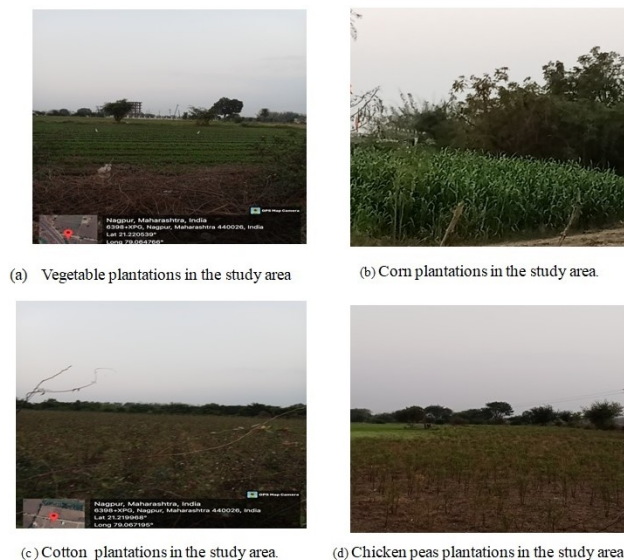 GPS Map Camera
Nagpur, Maharashtra, India
6398+XPG, Nagpur, Maharashtra 440026, India
Lat 21.220539°
Long 79.064766°
(a) Vegetable plantations in the study area
(b) Corn plantations in the study area.
GPS Map Camera
Nagpur, Maharashtra, India
6398+XPG, Nagpur, Maharashtra 440026, India
Lat 21.219968°
Long 79.067195°
(c) Cotton plantations in the study area.
(d) Chicken peas plantations in the study area